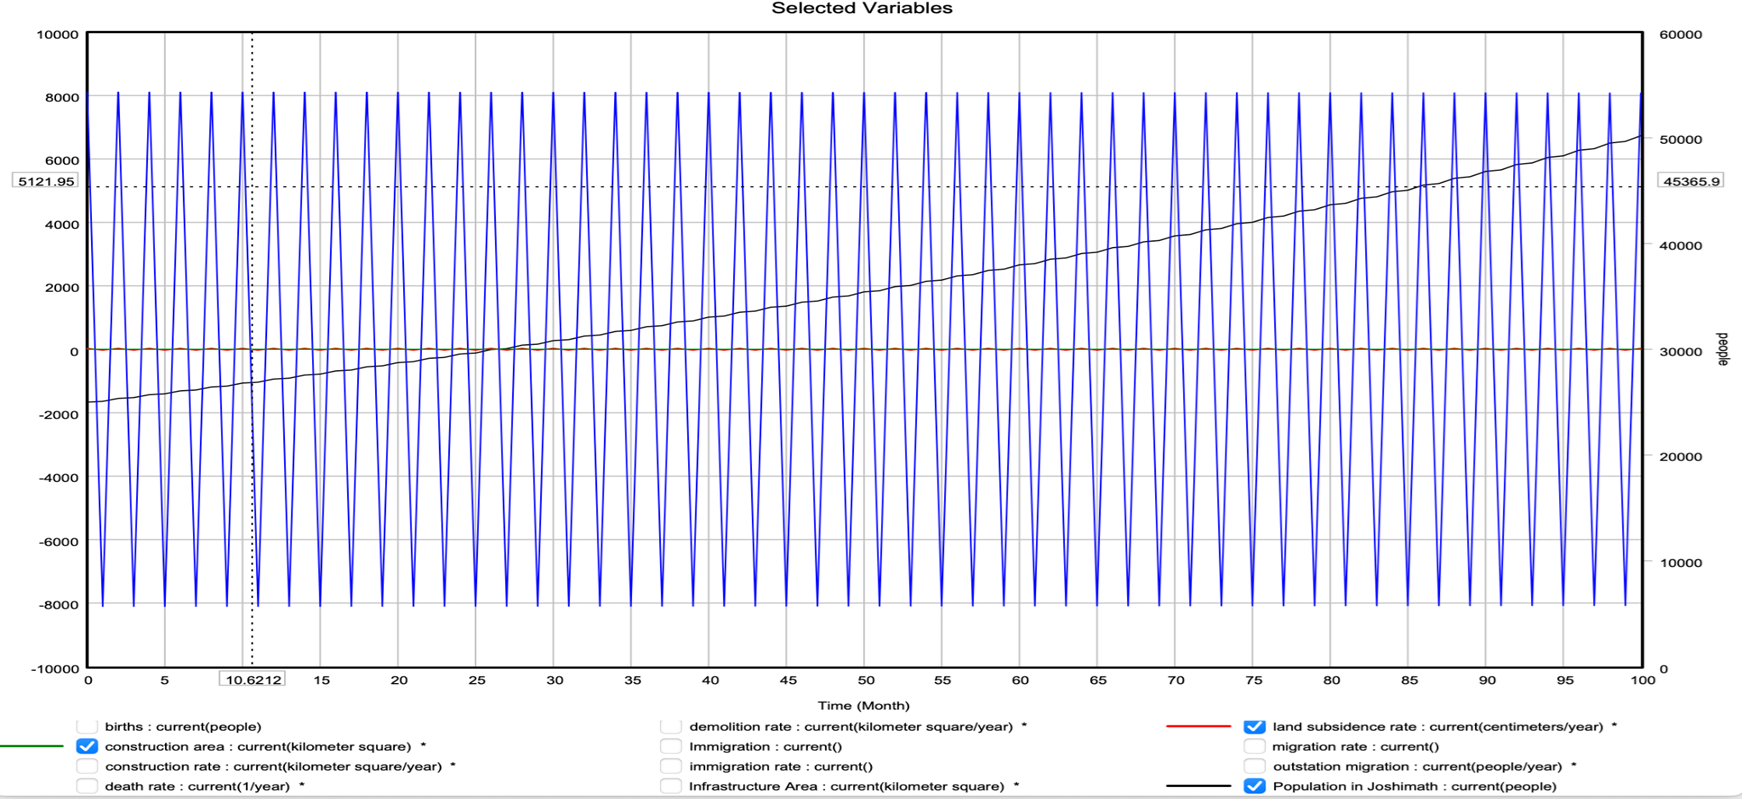 Selected Variables
10000
8000
6000
5121.95
4000
2000
0
-2000
-4000
-6000
-8000
-10000
60000
50000
45365.9
40000
30000
20000
10000
0
people
0 5 10.6212 15 20 25 30 35 40 45 50 55 60 65 70 75 80 85 90 95 100
Time (Month)
births : current(people) demolition rate : current(kilometer square/year) * land subsidence rate : current(centimeters/year) *
construction area : current(kilometer square) * Immigration : current() migration rate : current()
construction rate : current(kilometer square/year) * immigration rate : current() outstation migration : current(people/year) *
death rate : current(1/year) * Infrastructure Area : current(kilometer square) * Population in Joshimath : current(people)